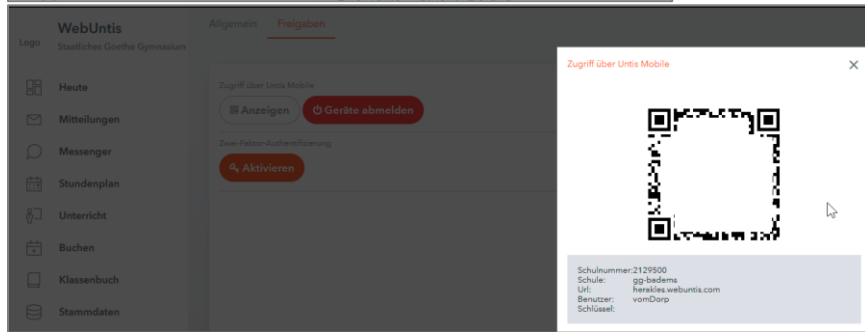 WebUntis
Logo
Staatliches Goethe Gymnasium
Heute
Mitteilungen
Messenger
Stundenplan
Unterricht
Buchen
Klassenbuch
Stammdaten
Allgemein Freigaben
Zugriff über Untis Mobile
Anzeigen Geräte abmelden
Zwei-Faktor-Authentifizierung
Aktivieren
Zugriff über Untis Mobile
Schulnummer:2129500
Schule: gg-badems
Url: herakles.webuntis.com
Benutzer: vomDorp
Schlüssel: